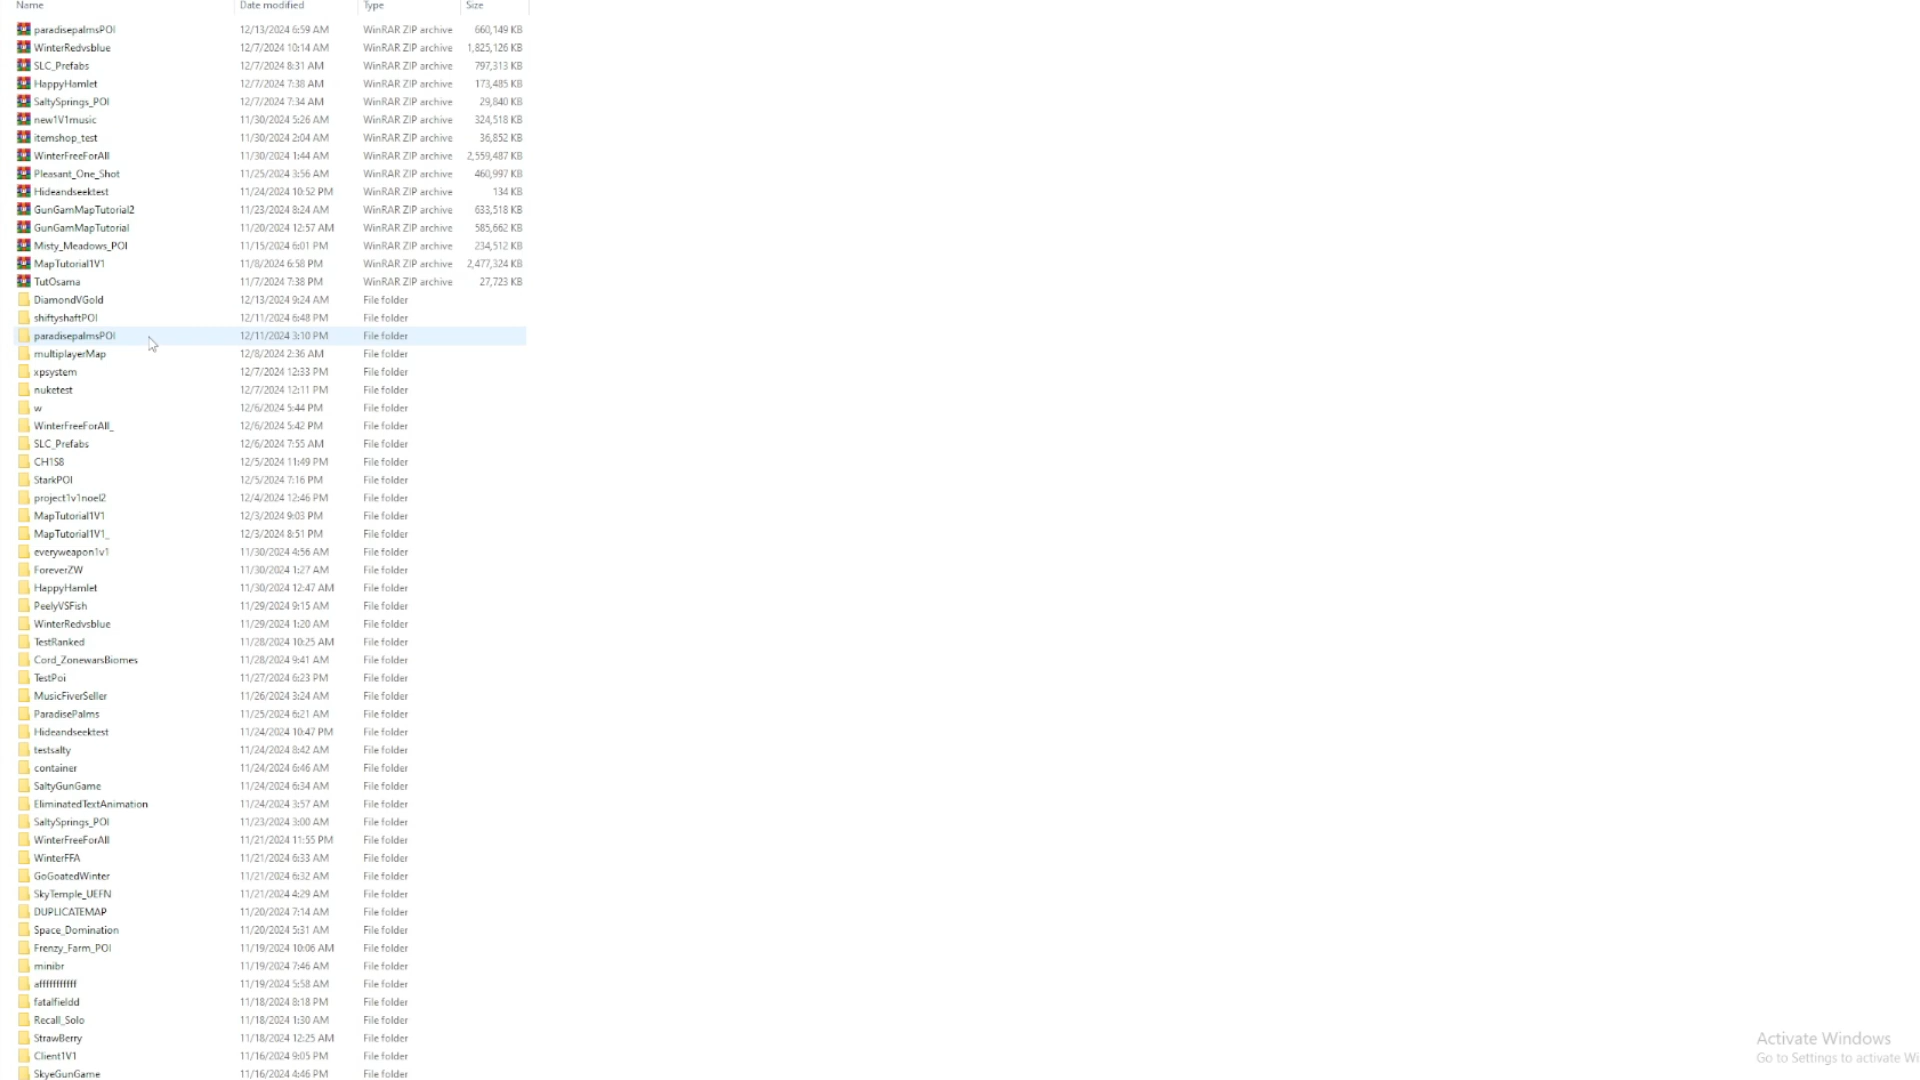 Name Date modified Type Size
paradisepalmsPOI 12/13/2024 6:59 AM WinRAR ZIP archive 660,149 KB
WinterRedvsblue 12/7/2024 10:14 AM WinRAR ZIP archive 1,825,126 KB
SLC_Prefabs 12/7/2024 8:31 AM WinRAR ZIP archive 797,313 KB
HappyHamlet 12/7/2024 7:38 AM WinRAR ZIP archive 173,485 KB
SaltySprings_POI 12/7/2024 7:34 AM WinRAR ZIP archive 29,840 KB
new1V1music 11/30/2024 5:26 AM WinRAR ZIP archive 324,518 KB
itemshop_test 11/30/2024 2:04 AM WinRAR ZIP archive 36,852 KB
WinterFreeForAll 11/30/2024 1:44 AM WinRAR ZIP archive 2,559,487 KB
Pleasant_One_Shot 11/25/2024 3:56 AM WinRAR ZIP archive 460,997 KB
Hideandseektest 11/24/2024 10:52 PM WinRAR ZIP archive 134 KB
GunGamMapTutorial2 11/23/2024 8:24 AM WinRAR ZIP archive 633,518 KB
GunGamMapTutorial 11/20/2024 12:57 AM WinRAR ZIP archive 585,662 KB
Misty_Meadows_POI 11/15/2024 6:01 PM WinRAR ZIP archive 234,512 KB
MapTutorial1V1 11/8/2024 6:58 PM WinRAR ZIP archive 2,477,324 KB
TutOsama 11/7/2024 7:38 PM WinRAR ZIP archive 27,723 KB
DiamondVGold 12/13/2024 9:24 AM File folder
shiftyshaftPOI 12/11/2024 6:48 PM File folder
paradisepalmsPOI 12/11/2024 3:10 PM File folder
multiplayerMap 12/8/2024 2:36 AM File folder
xpsystem 12/7/2024 12:33 PM File folder
nuketest 12/7/2024 12:11 PM File folder
w 12/6/2024 5:44 PM File folder
WinterFreeForAll_ 12/6/2024 5:42 PM File folder
SLC_Prefabs 12/6/2024 7:55 AM File folder
CH1S8 12/5/2024 11:49 PM File folder
StarkPOI 12/5/2024 7:16 PM File folder
project1v1noel2 12/4/2024 12:46 PM File folder
MapTutorial1V1 12/3/2024 9:03 PM File folder
MapTutorial1V1_ 12/3/2024 8:51 PM File folder
everyweapon1v1 11/30/2024 4:56 AM File folder
ForeverZW 11/30/2024 1:27 AM File folder
HappyHamlet 11/30/2024 12:47 AM File folder
PeelyVSFish 11/29/2024 9:15 AM File folder
WinterRedvsblue 11/29/2024 1:20 AM File folder
TestRanked 11/28/2024 10:25 AM File folder
Cord_ZonewarsBiomes 11/28/2024 9:41 AM File folder
TestPoi 11/27/2024 6:23 PM File folder
MusicFiverSeller 11/26/2024 3:24 AM File folder
ParadisePalms 11/25/2024 6:21 AM File folder
Hideandseektest 11/24/2024 10:47 PM File folder
testsalty 11/24/2024 8:42 AM File folder
container 11/24/2024 6:46 AM File folder
SaltyGunGame 11/24/2024 6:34 AM File folder
EliminatedTextAnimation 11/24/2024 3:57 AM File folder
SaltySprings_POI 11/23/2024 3:00 AM File folder
WinterFreeForAll 11/21/2024 11:55 PM File folder
WinterFFA 11/21/2024 6:33 AM File folder
GoGoatedWinter 11/21/2024 6:32 AM File folder
SkyTemple_UEFN 11/21/2024 4:29 AM File folder
DUPLICATEMAP 11/20/2024 7:14 AM File folder
Space_Domination 11/20/2024 5:31 AM File folder
Frenzy_Farm_POI 11/19/2024 10:06 AM File folder
minibr 11/19/2024 7:46 AM File folder
11/19/2024 5:58 AM File folder
fatalfieldd 11/18/2024 8:18 PM File folder
Recall_Solo 11/18/2024 1:30 AM File folder
StrawBerry 11/18/2024 12:25 AM File folder
Client1V1 11/16/2024 9:05 PM File folder
SkyeGunGame 11/16/2024 4:46 PM File folder
Activate Windows
Go to Settings to activate Wi